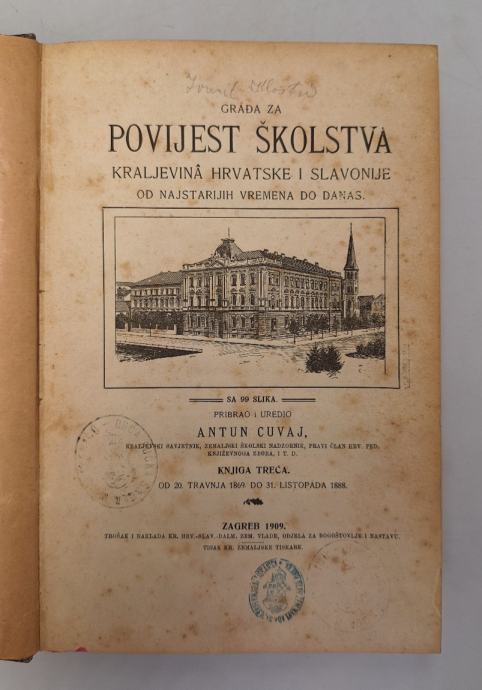 GRAĐA ZA
POVIJEST ŠKOLSTVA
KRALJEVINÂ HRVATSKE I SLAVONIJE
OD NAJSTARIJIH VREMENA DO DANAS.
SA 99 SLIKA.
PRIBRAO i UREDIO
ANTUN CUVAJ,
KRALJEVSKI SAVJETNIK, ZEMALJSKI ŠKOLSKI NADZORNIK, PRAVI ČLAN HRV. PED.
KNJIŽEVNOGA ZBORA, I T. D.
KNJIGA TREĆA.
OD 20. TRAVNJA 1869. DO 31. LISTOPADA 1888.
ZAGREB 1909.
TROŠAK I NAKLADA KR. HRV.-SLAV.-DALM. ZEM. VLADE, ODJELA ZA BOGOŠTOVLJE I NASTAVU.
TISAK KR. ZEMALJSKE TISKARE.